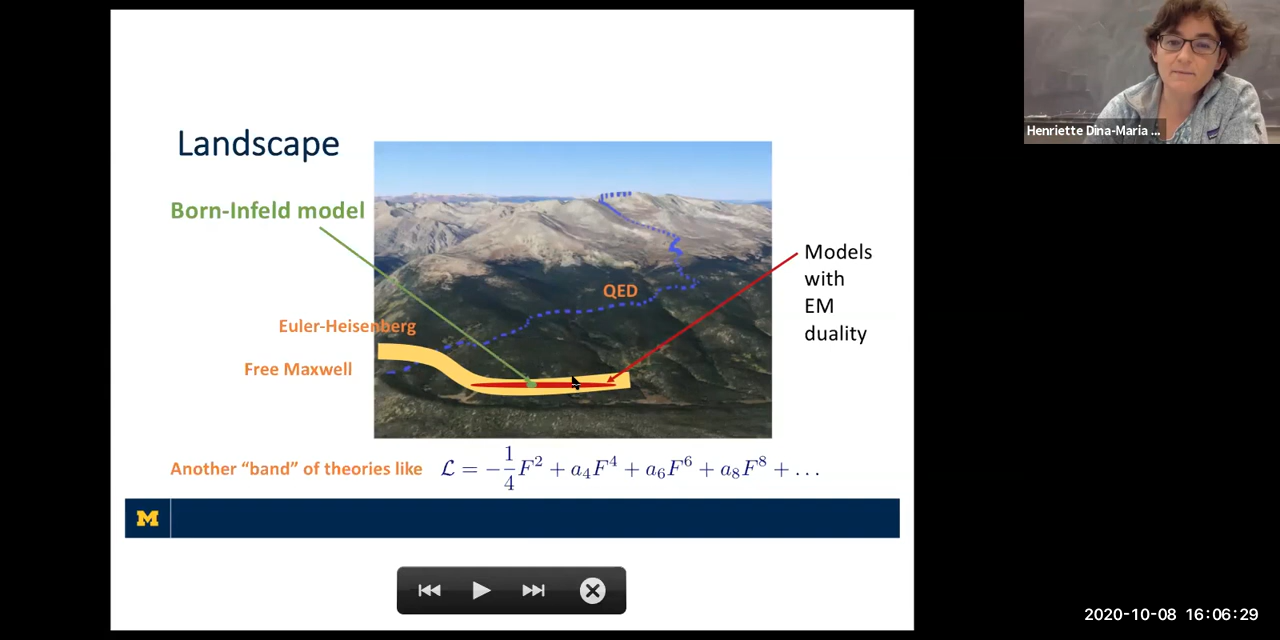 Henriette Dina-Maria ...
Landscape
Born-Infeld model
Models
with
EM
duality
QED
Euler-Heisenberg
Free Maxwell
Another “band” of theories like
ℒ = −1/4 F² + a₄F⁴ + a₆F⁶ + a₈F⁸ + ...
M
2020-10-08 16:06:29